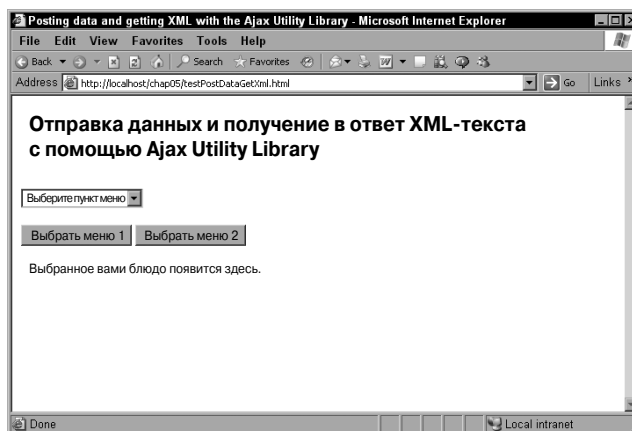 Posting data and getting XML with the Ajax Utility Library - Microsoft Internet Explorer
File Edit View Favorites Tools Help
Back Search Favorites
Address http://localhost/chap05/testPostDataGetXml.html Go Links »
Отправка данных и получение в ответ XML-текста
с помощью Ajax Utility Library
Выберите пункт меню
Выбрать меню 1 Выбрать меню 2
Выбранное вами блюдо появится здесь.
Done Local intranet